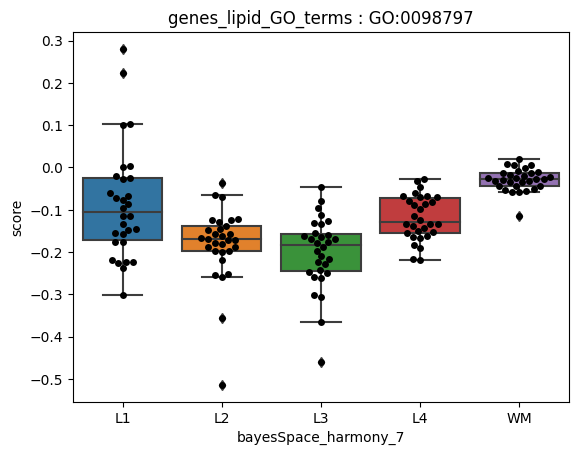 genes_lipid_GO_terms : GO:0098797
0.3
0.2
0.1
0.0
−0.1
−0.2
−0.3
−0.4
−0.5
score
L1 L2 L3 L4 WM
bayesSpace_harmony_7